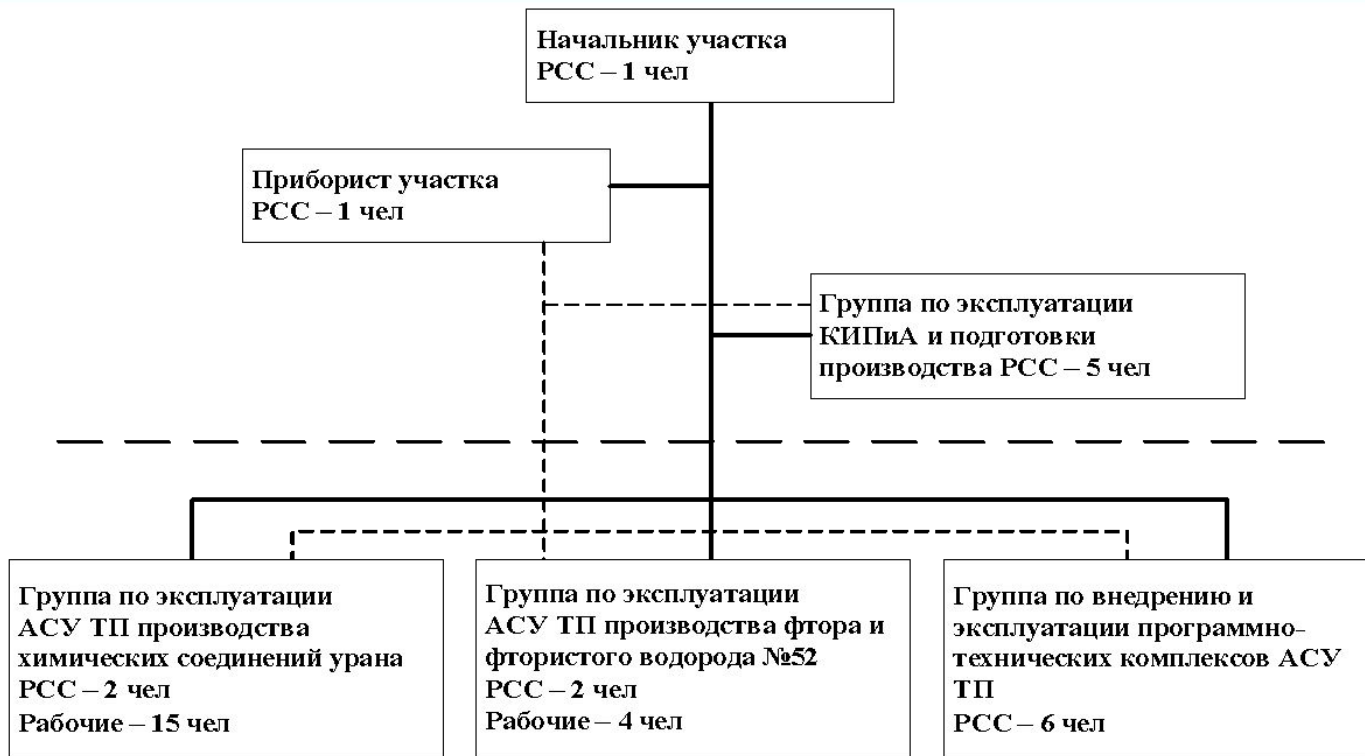 Начальник участка
РСС – 1 чел
Приборист участка
РСС – 1 чел
Группа по эксплуатации
КИПиА и подготовки
производства РСС – 5 чел
Группа по эксплуатации
АСУ ТП производства
химических соединений урана
РСС – 2 чел
Рабочие – 15 чел
Группа по эксплуатации
АСУ ТП производства фтора и
фтористого водорода №52
РСС – 2 чел
Рабочие – 4 чел
Группа по внедрению и
эксплуатации программно-
технических комплексов АСУ
ТП
РСС – 6 чел